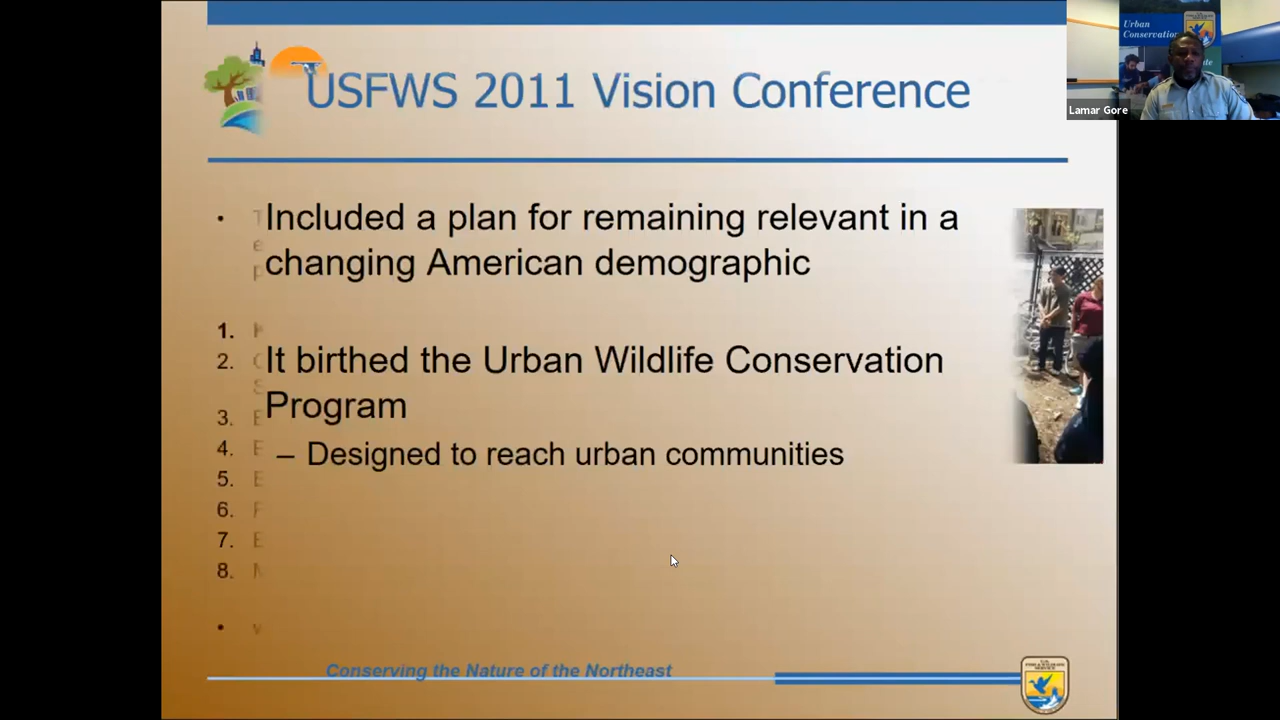 Urban
Conservation
Lamar Gore
USFWS 2011 Vision Conference
• Included a plan for remaining relevant in a
changing American demographic
1.
2.
It birthed the Urban Wildlife Conservation
Program
3.
4.
– Designed to reach urban communities
5.
6.
7.
8.
•
Conserving the Nature of the Northeast